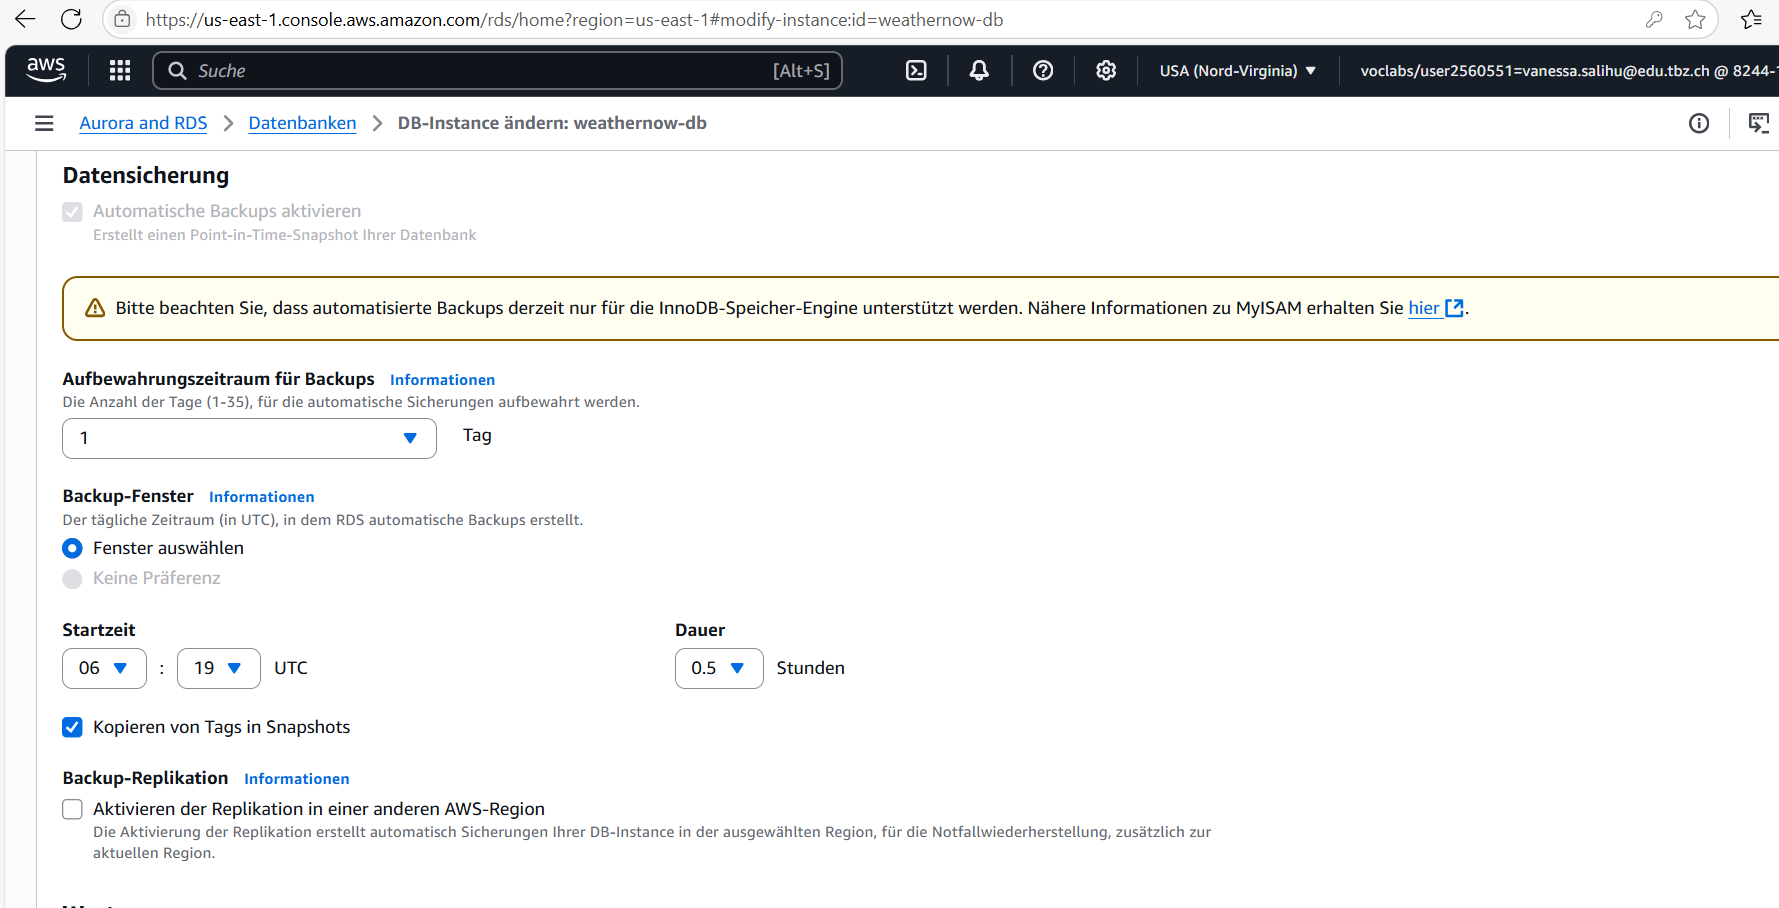 https://us-east-1.console.aws.amazon.com/rds/home?region=us-east-1#modify-instance:id=weathernow-db
aws
Suche
[Alt+S]
USA (Nord-Virginia)
voclabs/user2560551=vanessa.salihu@edu.tbz.ch @ 8244-
Aurora and RDS
Datenbanken
DB-Instance ändern: weathernow-db
Datensicherung
Automatische Backups aktivieren
Erstellt einen Point-in-Time-Snapshot Ihrer Datenbank
Bitte beachten Sie, dass automatisierte Backups derzeit nur für die InnoDB-Speicher-Engine unterstützt werden. Nähere Informationen zu MyISAM erhalten Sie hier.
Aufbewahrungszeitraum für Backups Informationen
Die Anzahl der Tage (1-35), für die automatische Sicherungen aufbewahrt werden.
1 Tag
Backup-Fenster Informationen
Der tägliche Zeitraum (in UTC), in dem RDS automatische Backups erstellt.
Fenster auswählen
Keine Präferenz
Startzeit
06 : 19 UTC
Dauer
0.5 Stunden
Kopieren von Tags in Snapshots
Backup-Replikation Informationen
Aktivieren der Replikation in einer anderen AWS-Region
Die Aktivierung der Replikation erstellt automatisch Sicherungen Ihrer DB-Instance in der ausgewählten Region, für die Notfallwiederherstellung, zusätzlich zur
aktuellen Region.